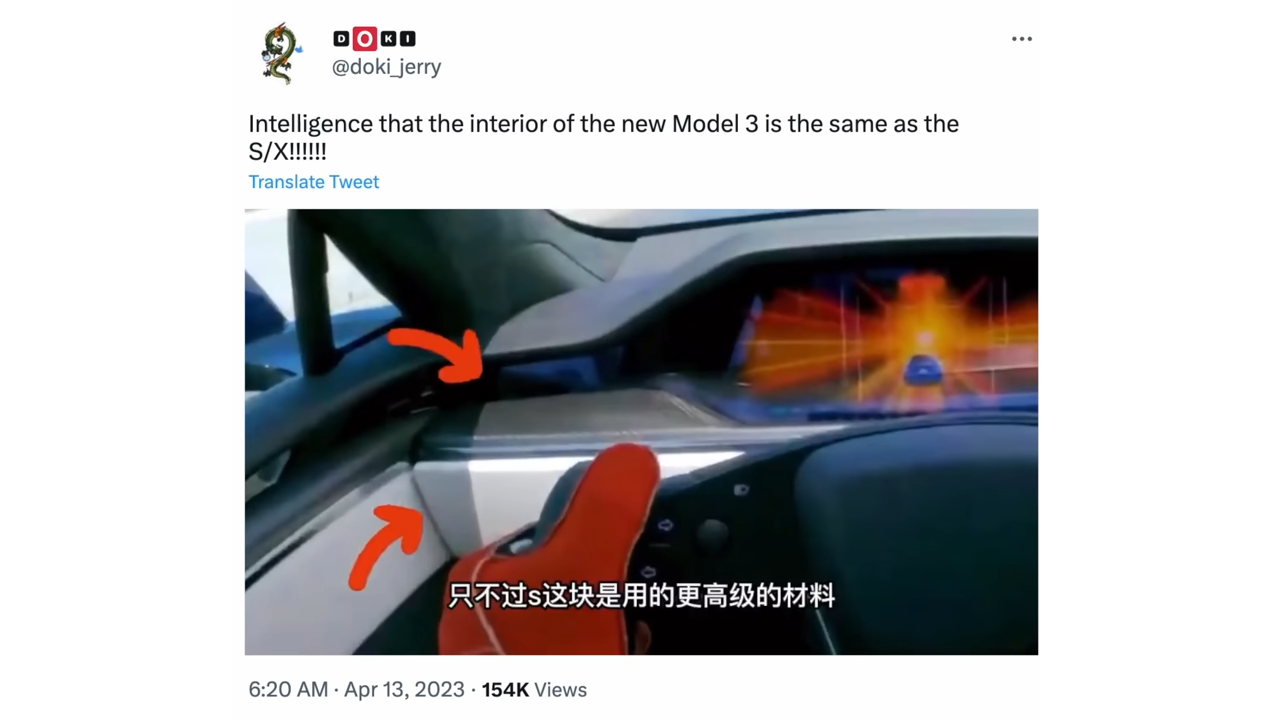 DOKI
@doki_jerry
Intelligence that the interior of the new Model 3 is the same as the
S/X!!!!!!
Translate Tweet
只不过s这块是用的更高级的材料
6:20 AM · Apr 13, 2023 · 154K Views